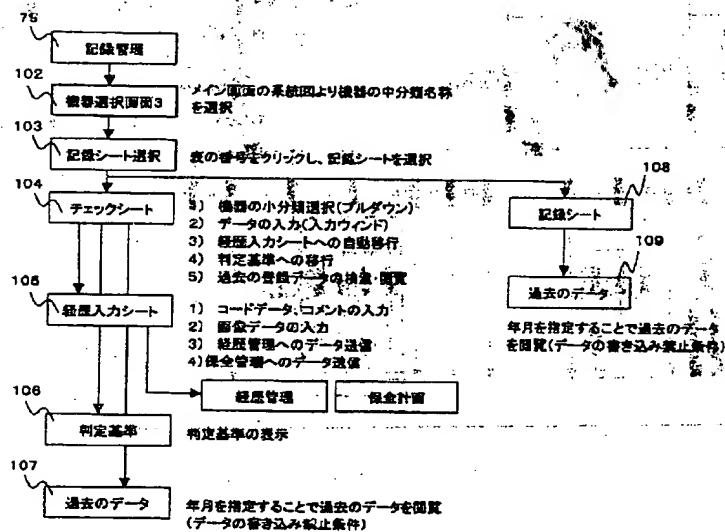 75
記録管理
102
機器選択画面3
メイン画面の系統図より機器の中分類名称
を選択
103
記録シート選択
表の番号をクリックし、記録シートを選択
104
チェックシート
1) 機器の小分類選択(プルダウン)
2) データの入力(入力ウィンド)
3) 経歴入力シートへの自動移行
4) 判定基準への移行
5) 過去の登録データの検査・閲覧
108
記録シート
109
過去のデータ
年月を指定することで過去のデータ
を閲覧(データの書き込み禁止条件)
105
経歴入力シート
1) コードデータ、コメントの入力
2) 画像データの入力
3) 経歴管理へのデータ送信
4)保全管理へのデータ送信
経歴管理
保全計画
106
判定基準
判定基準の表示
107
過去のデータ
年月を指定することで過去のデータを閲覧
(データの書き込み禁止条件)